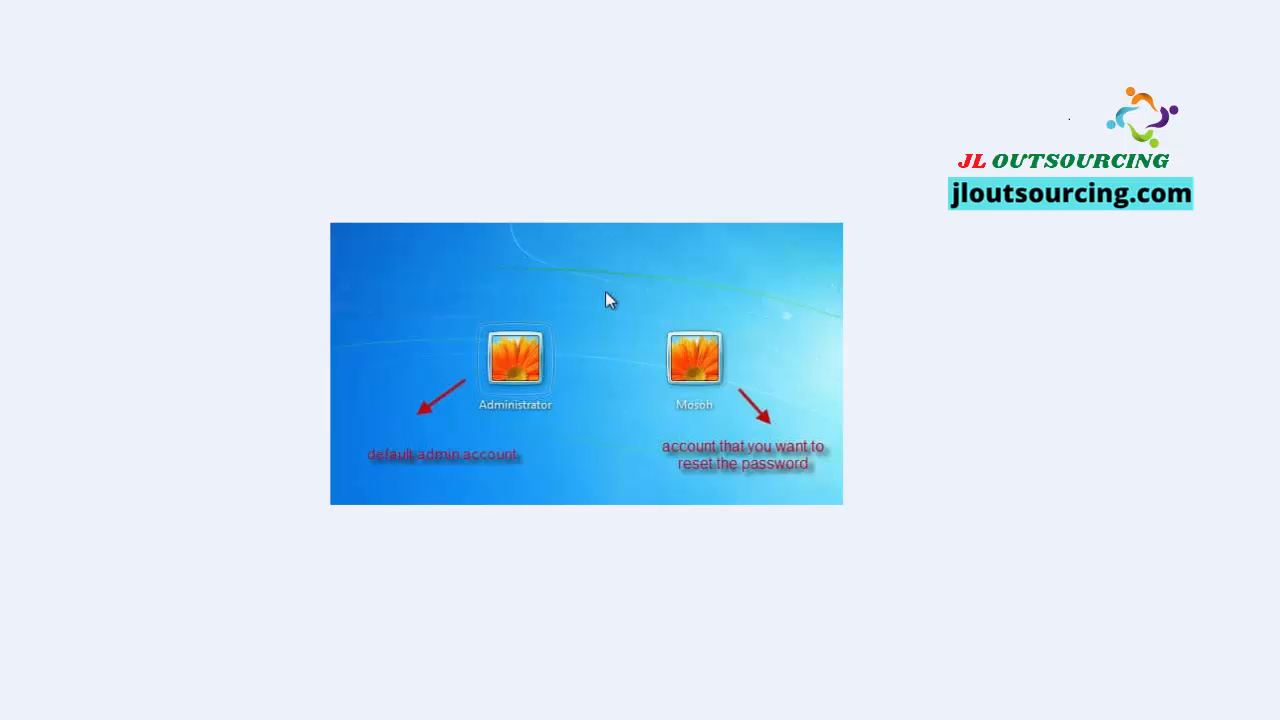 JL OUTSOURCING
jloutsourcing.com
Administrator
Mosoh
default admin account
account that you want to
reset the password